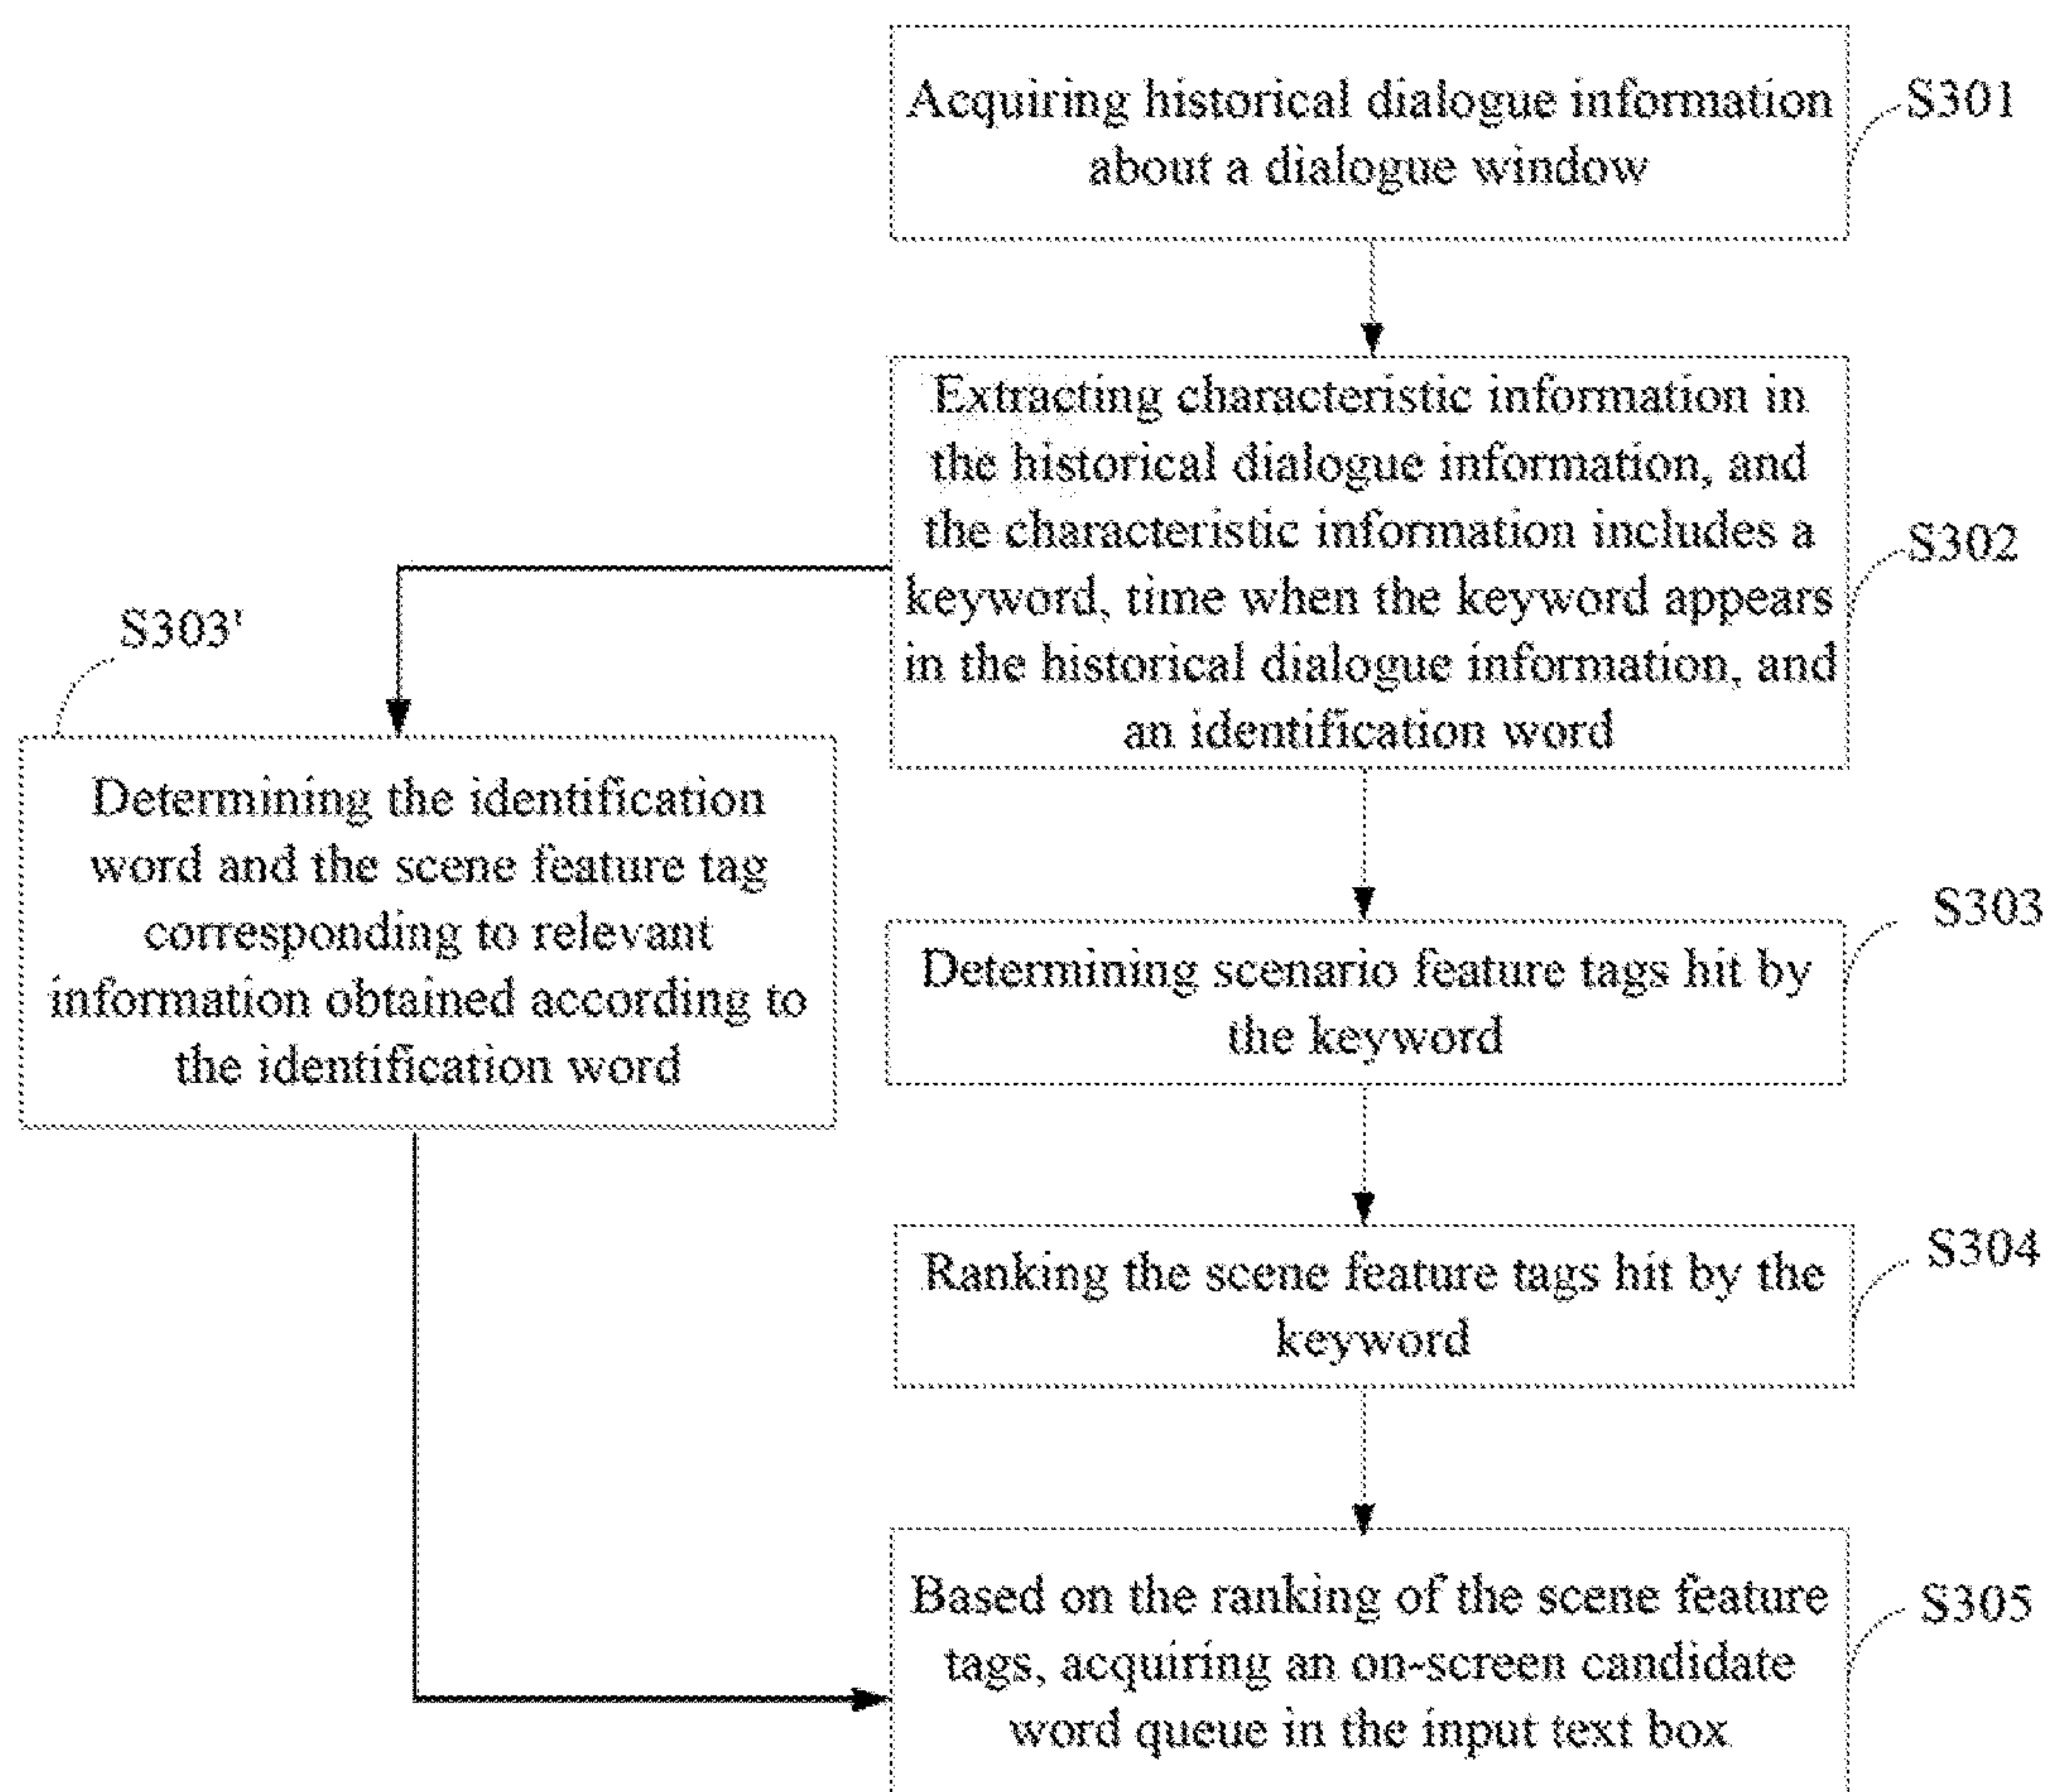 Acquiring historical dialogue information
about a dialogue window
S301
Extracting characteristic information in
the historical dialogue information, and
the characteristic information includes a
keyword, time when the keyword appears
in the historical dialogue information, and
an identification word
S302
S303'
Determining the identification
word and the scene feature tag
corresponding to relevant
information obtained according to
the identification word
Determining scenario feature tags hit by
the keyword
S303
Ranking the scene feature tags hit by the
keyword
S304
Based on the ranking of the scene feature
tags, acquiring an on-screen candidate
word queue in the input text box
S305